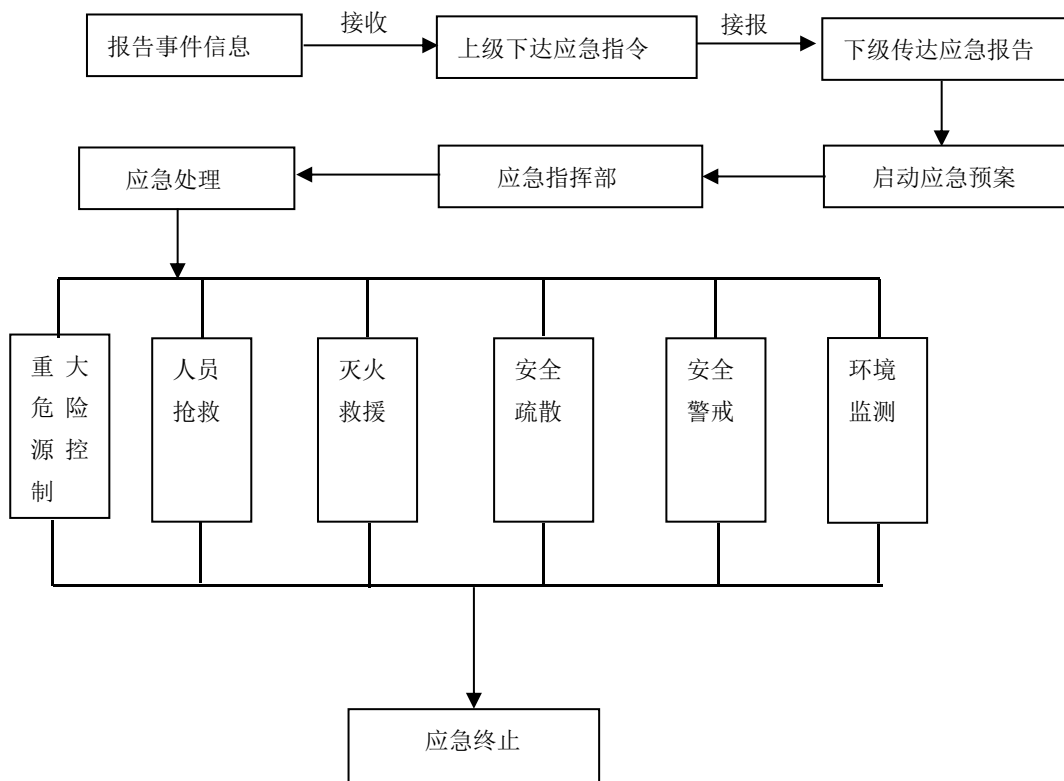 报告事件信息
接收
上级下达应急指令
接报
下级传达应急报告
应急处理
应急指挥部
启动应急预案
重大
危险
源控
制
人员
抢救
灭火
救援
安全
疏散
安全
警戒
环境
监测
应急终止